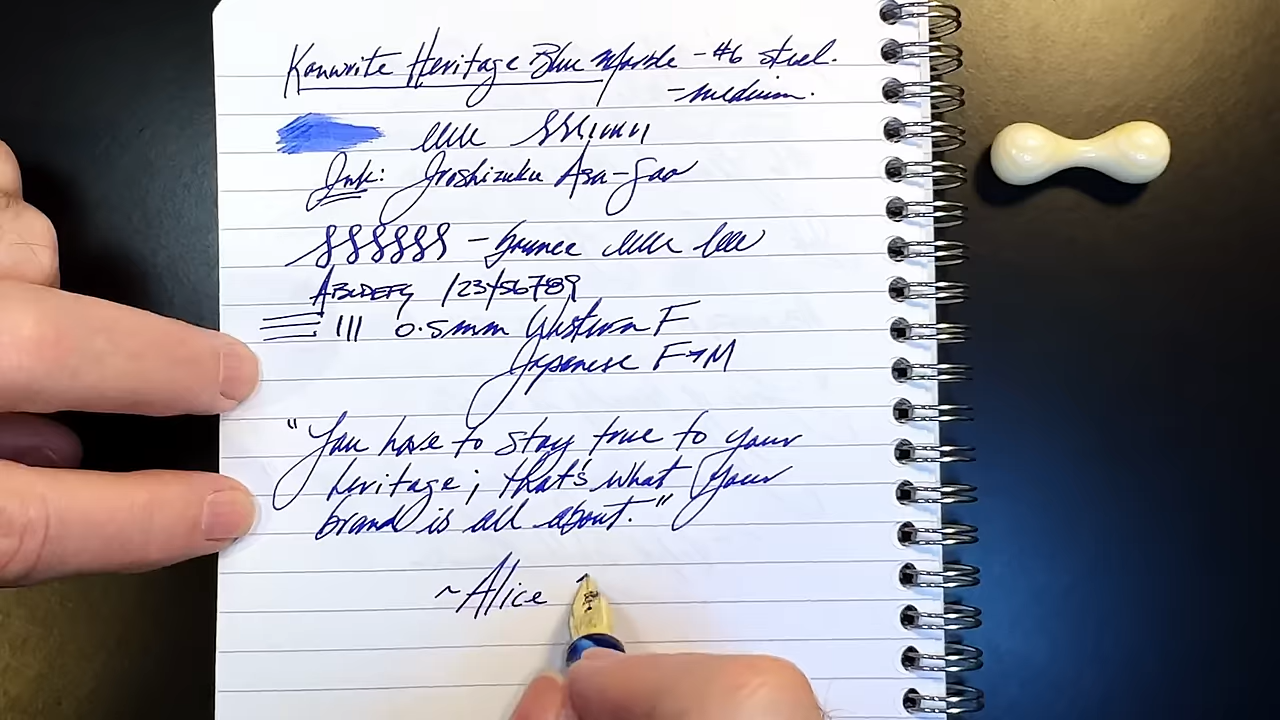 Kanwrite Heritage Blue Marble - #6 steel.
- medium.
Ink: Iroshizuku Asa-gao
- bounce
ABCDEFG 123456789
0.5mm Western F
Japanese F→M
"You have to stay true to your
heritage; that's what your
brand is all about."
~Alice